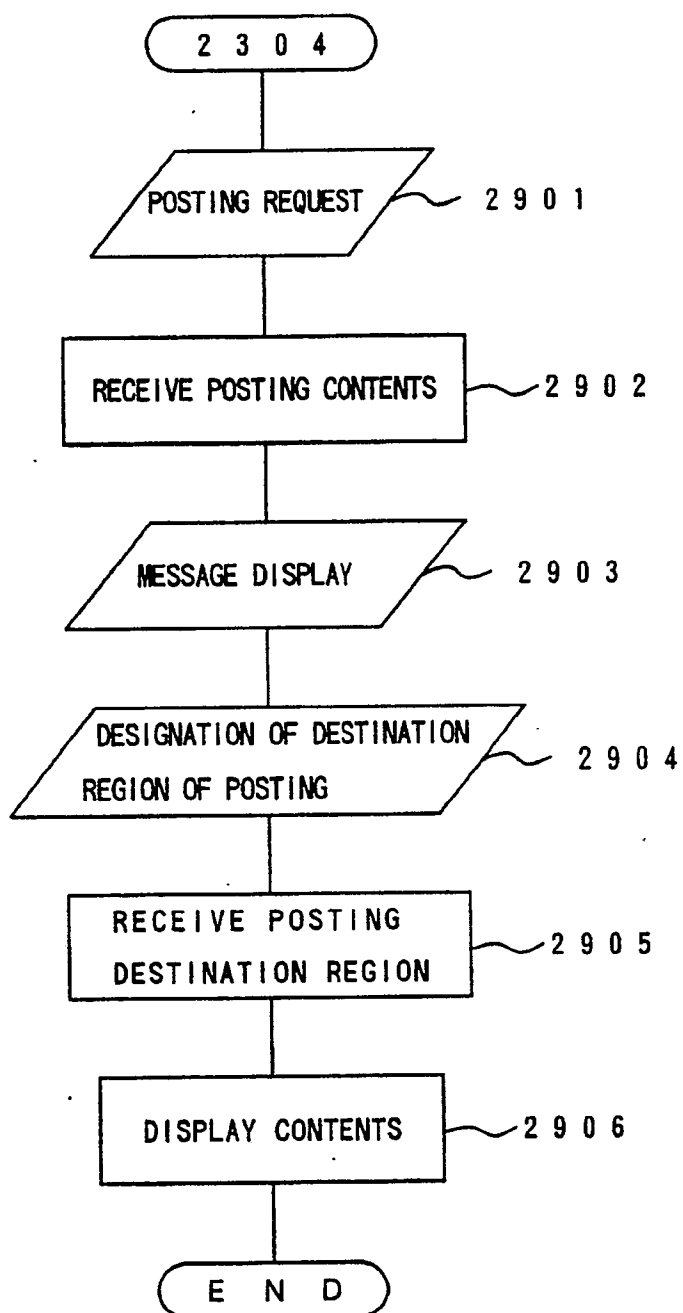 2304
POSTING REQUEST
2901
RECEIVE POSTING CONTENTS
2902
MESSAGE DISPLAY
2903
DESIGNATION OF DESTINATION
REGION OF POSTING
2904
RECEIVE POSTING
DESTINATION REGION
2905
DISPLAY CONTENTS
2906
END